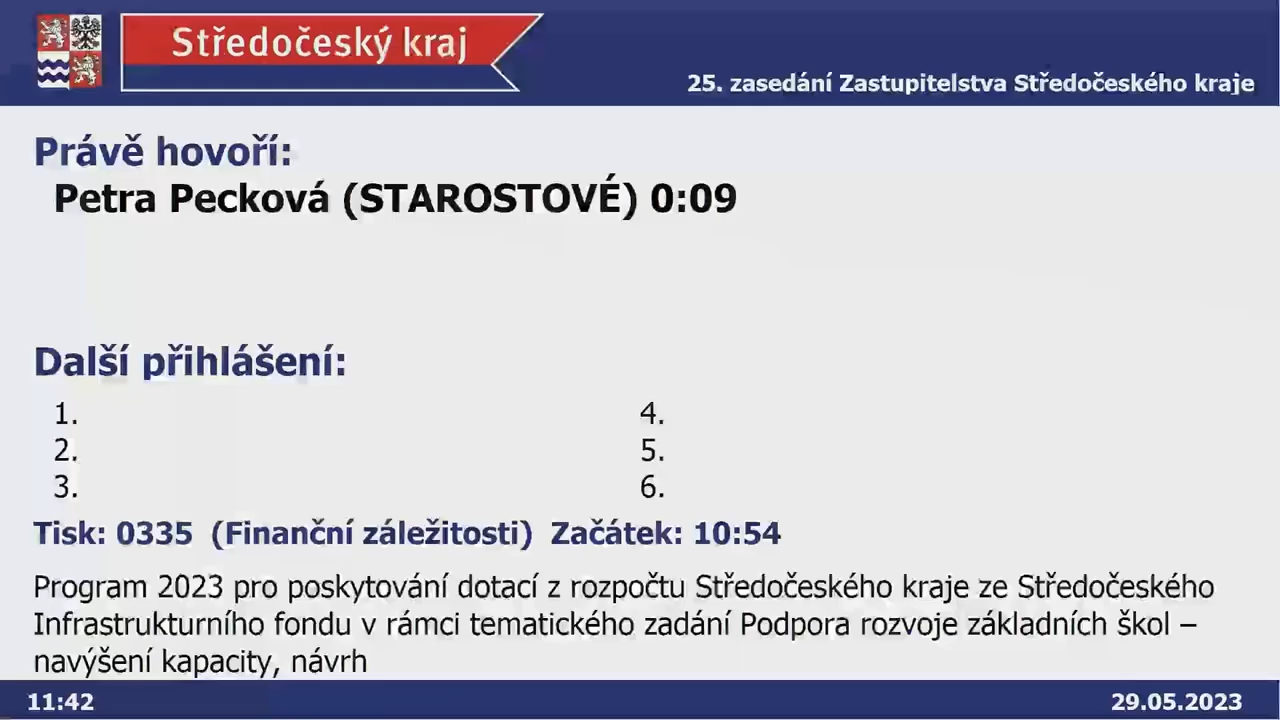 Středočeský kraj
25. zasedání Zastupitelstva Středočeského kraje
Právě hovoří:
Petra Pecková (STAROSTOVÉ) 0:09
Další přihlášení:
1.
2.
3.
4.
5.
6.
Tisk: 0335 (Finanční záležitosti) Začátek: 10:54
Program 2023 pro poskytování dotací z rozpočtu Středočeského kraje ze Středočeského
Infrastrukturního fondu v rámci tematického zadání Podpora rozvoje základních škol –
navýšení kapacity, návrh
11:42
29.05.2023